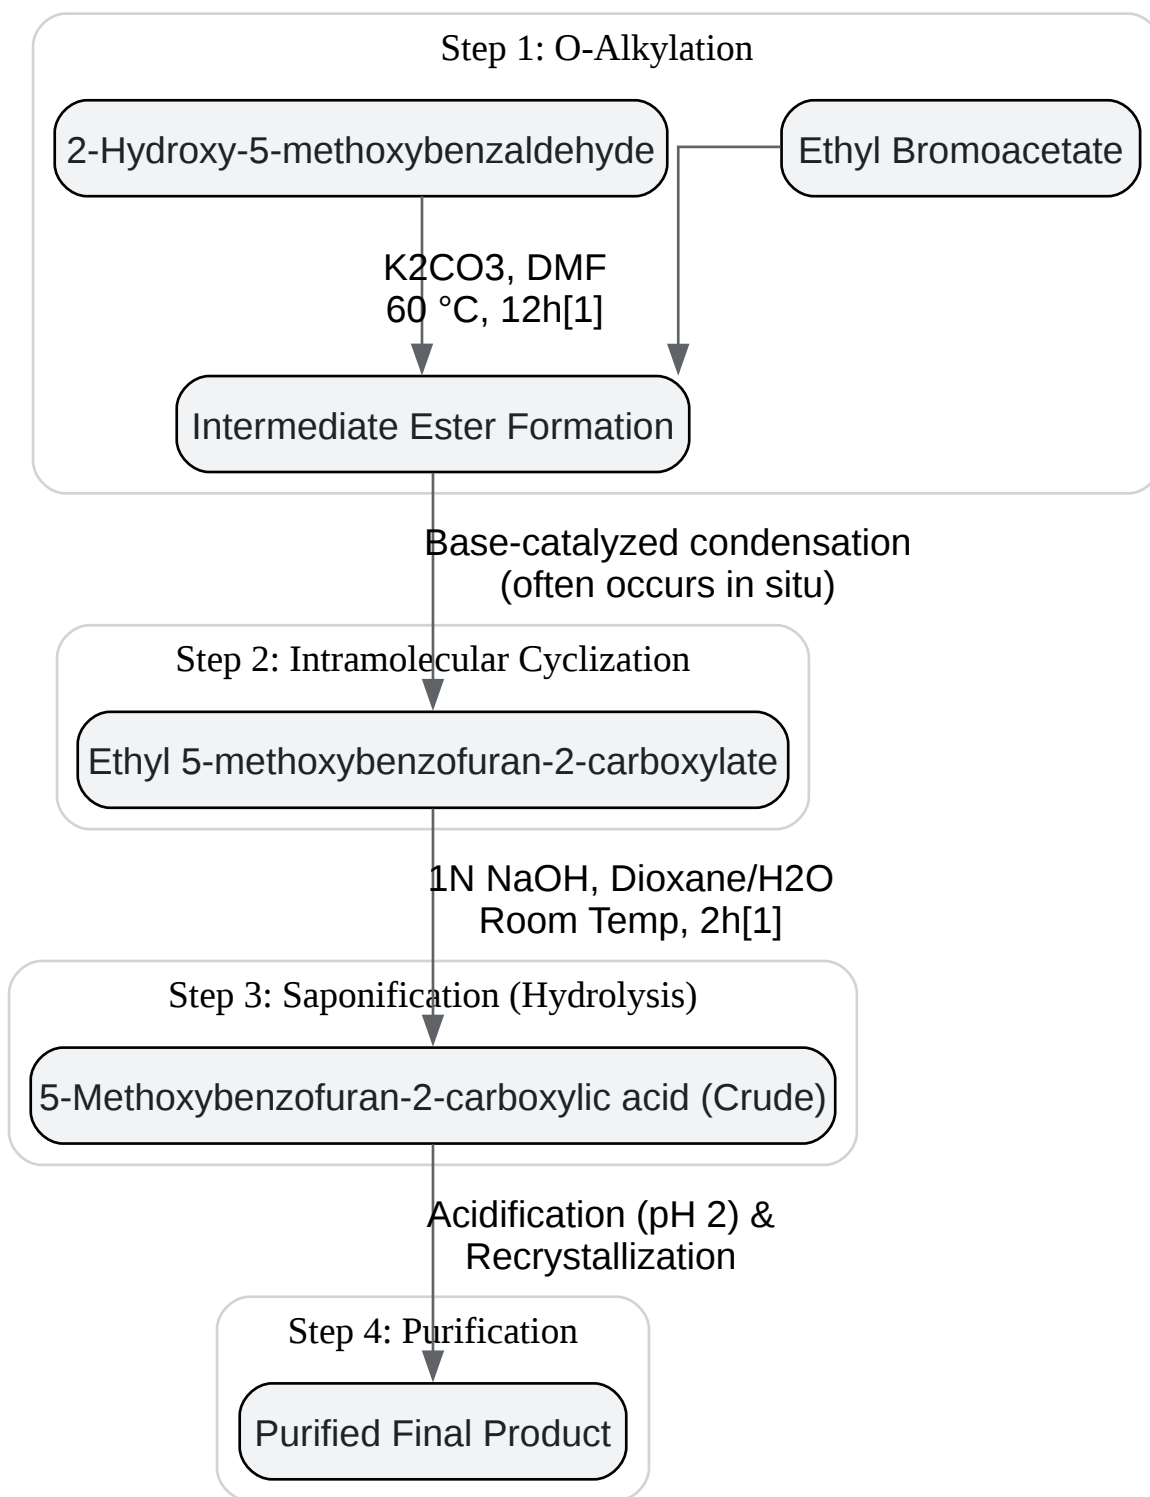 Step 1: O-Alkylation
2-Hydroxy-5-methoxybenzaldehyde
Ethyl Bromoacetate
K2CO3, DMF
60 °C, 12h[1]
Intermediate Ester Formation
Base-catalyzed condensation
(often occurs in situ)
Step 2: Intramolecular Cyclization
Ethyl 5-methoxybenzofuran-2-carboxylate
1N NaOH, Dioxane/H2O
Room Temp, 2h[1]
Step 3: Saponification (Hydrolysis)
5-Methoxybenzofuran-2-carboxylic acid (Crude)
Acidification (pH 2) &
Recrystallization
Step 4: Purification
Purified Final Product